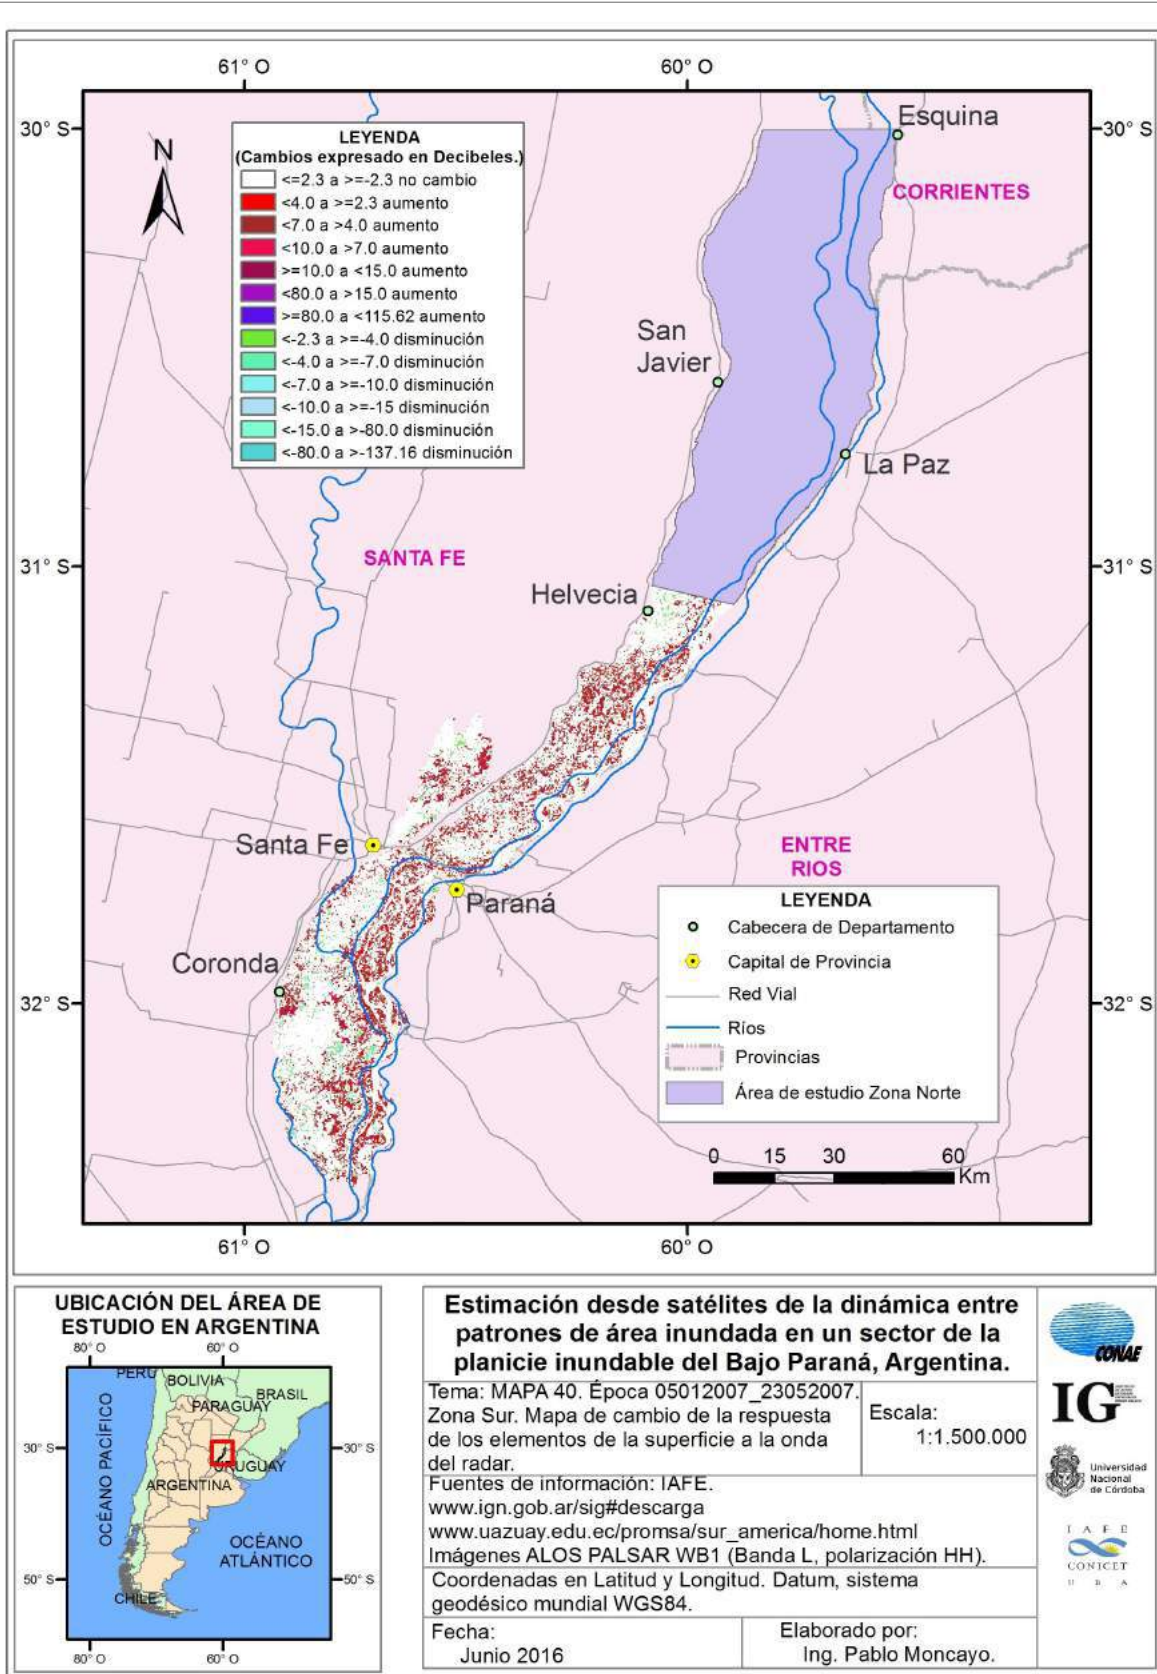 61° O
60° O
30° S
30° S
Esquina
N
LEYENDA
(Cambios expresado en Decibeles.)
<=2.3 a >=-2.3 no cambio
<4.0 a >=2.3 aumento
<7.0 a >4.0 aumento
<10.0 a >7.0 aumento
>=10.0 a <15.0 aumento
<80.0 a >15.0 aumento
>=80.0 a <115.62 aumento
<-2.3 a >=-4.0 disminución
<-4.0 a >=-7.0 disminución
<-7.0 a >=-10.0 disminución
<-10.0 a >=-15 disminución
<-15.0 a >-80.0 disminución
<-80.0 a >-137.16 disminución
CORRIENTES
San
Javier
La Paz
SANTA FE
31° S
31° S
Helvecia
Santa Fe
ENTRE
RIOS
Paraná
Coronda
32° S
32° S
LEYENDA
Cabecera de Departamento
Capital de Provincia
Red Vial
Ríos
Provincias
Área de estudio Zona Norte
0 15 30 60
Km
61° O
60° O
UBICACIÓN DEL ÁREA DE
ESTUDIO EN ARGENTINA
80° O
60° O
PERU
BOLIVIA
BRASIL
PARAGUAY
30° S
30° S
URUGUAY
ARGENTINA
OCÉANO PACÍFICO
OCÉANO
ATLÁNTICO
50° S
50° S
CHILE
80° O
60° O
Estimación desde satélites de la dinámica entre
patrones de área inundada en un sector de la
planicie inundable del Bajo Paraná, Argentina.
Tema: MAPA 40. Época 05012007_23052007.
Zona Sur. Mapa de cambio de la respuesta
de los elementos de la superficie a la onda
del radar.
Escala:
1:1.500.000
Fuentes de información: IAFE.
www.ign.gob.ar/sig#descarga
www.uazuay.edu.ec/promsa/sur_america/home.html
Imágenes ALOS PALSAR WB1 (Banda L, polarización HH).
Coordenadas en Latitud y Longitud. Datum, sistema
geodésico mundial WGS84.
Fecha:
Junio 2016
Elaborado por:
Ing. Pablo Moncayo.
CONAE
IG
Universidad
Nacional
de Córdoba
IAFE
CONICET
U B A